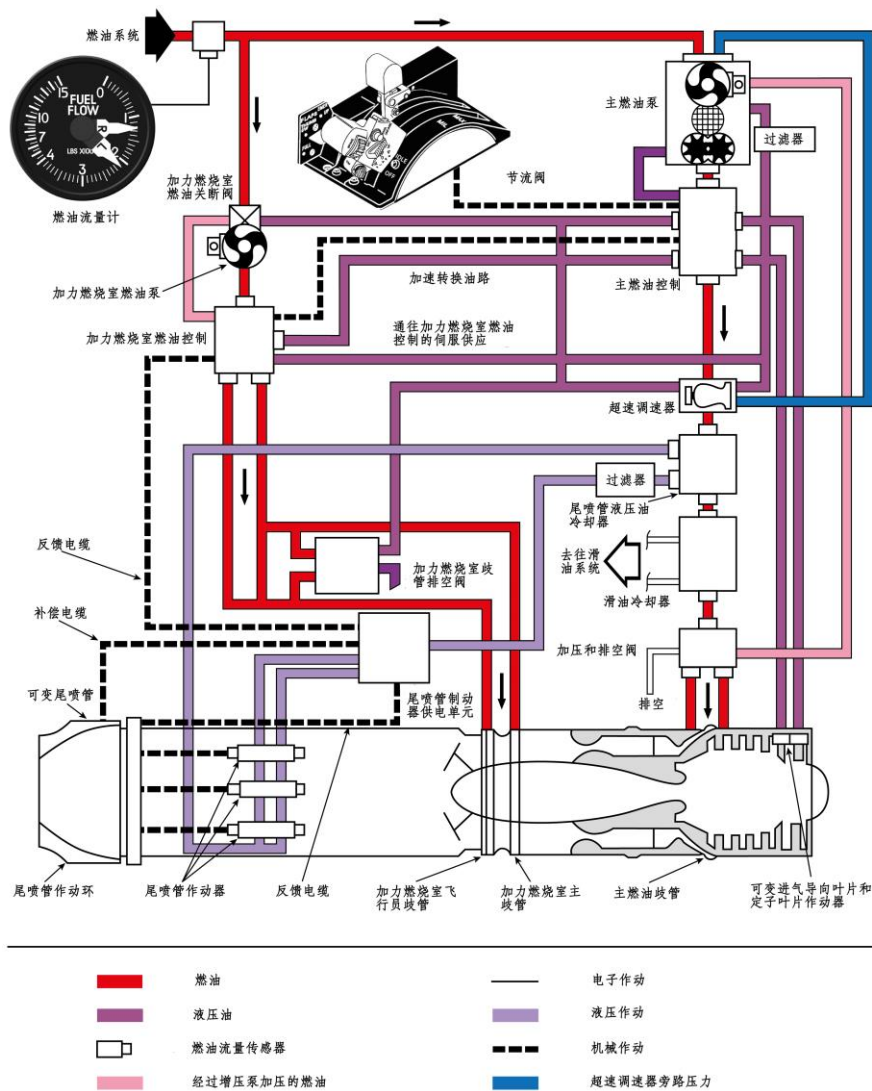 燃油系统
15
0
FUEL
FLOW
10
1
7
5
LBS X1000
2
3
燃油流量计
加力燃烧室
燃油关断阀
IDLE
OFF
节流阀
主燃油泵
过滤器
加力燃烧室燃油泵
加速转换油路
主燃油控制
加力燃烧室燃油控制
通往加力燃烧室燃油
控制的伺服供应
超速调速器
过滤器
尾喷管液压油
冷却器
反馈电缆
加力燃烧室歧
管排空阀
去往滑
油系统
滑油冷却器
补偿电缆
加压和排空阀
可变尾喷管
尾喷管制动
器供电单元
排空
尾喷管作动环
尾喷管作动器
反馈电缆
加力燃烧室飞
行员歧管
加力燃烧室主
歧管
主燃油歧管
可变进气导向叶片和
定子叶片作动器
燃油
电子作动
液压油
液压作动
燃油流量传感器
机械作动
经过增压泵加压的燃油
超速调速器旁路压力